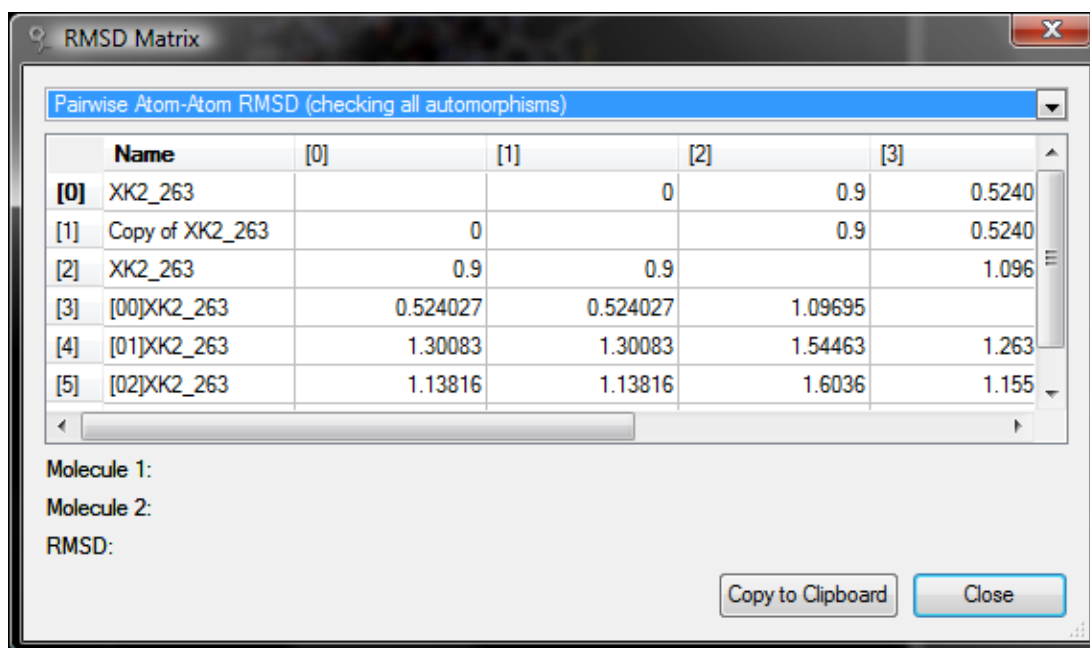 RMSD Matrix
Pairwise Atom-Atom RMSD (checking all automorphisms)
Name [0] [1] [2] [3]
[0] XK2_263 0 0.9 0.5240
[1] Copy of XK2_263 0 0.9 0.5240
[2] XK2_263 0.9 0.9 1.096
[3] [00]XK2_263 0.524027 0.524027 1.09695
[4] [01]XK2_263 1.30083 1.30083 1.54463 1.263
[5] [02]XK2_263 1.13816 1.13816 1.6036 1.155
Molecule 1:
Molecule 2:
RMSD:
Copy to Clipboard Close